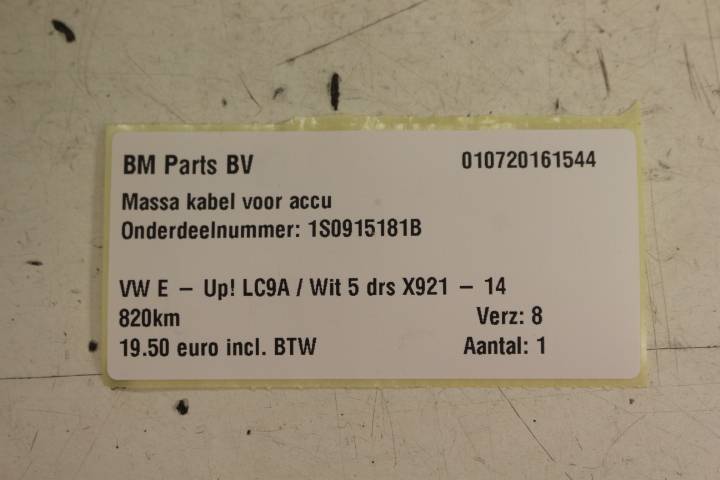 BM Parts BV 010720161544
Massa kabel voor accu
Onderdeelnummer: 1S0915181B
VW E – Up! LC9A / Wit 5 drs X921 – 14
820km Verz: 8
19.50 euro incl. BTW Aantal: 1